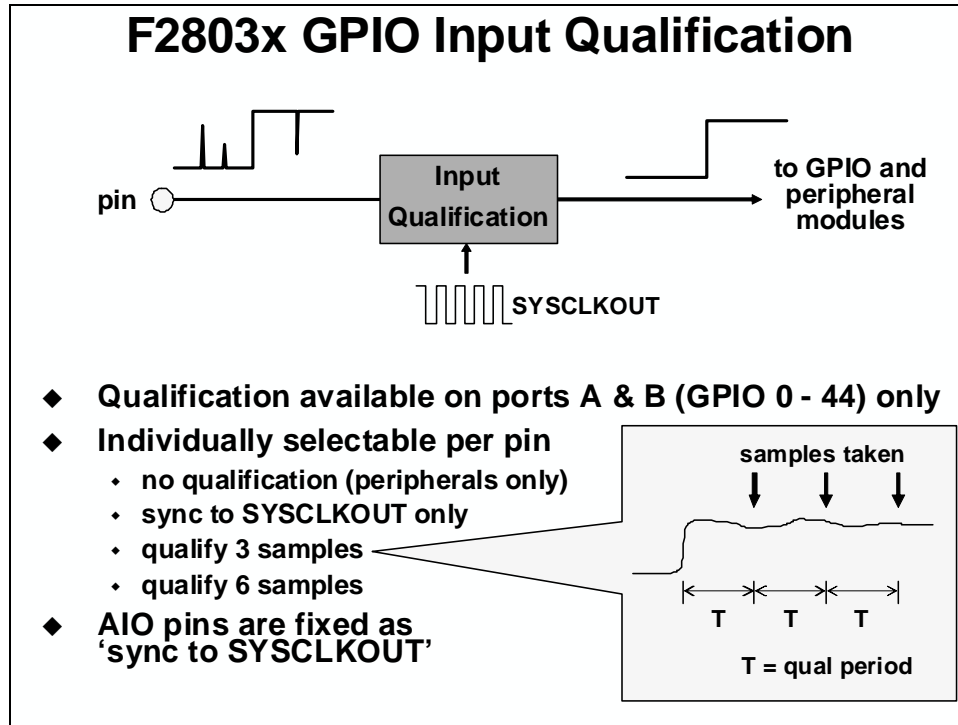 F2803x GPIO Input Qualification
pin
Input
Qualification
to GPIO and
peripheral
modules
SYSCLKOUT
◆ Qualification available on ports A & B (GPIO 0 - 44) only
◆ Individually selectable per pin
◆ no qualification (peripherals only)
◆ sync to SYSCLKOUT only
◆ qualify 3 samples
◆ qualify 6 samples
◆ AIO pins are fixed as
‘sync to SYSCLKOUT’
samples taken
T T T
T = qual period